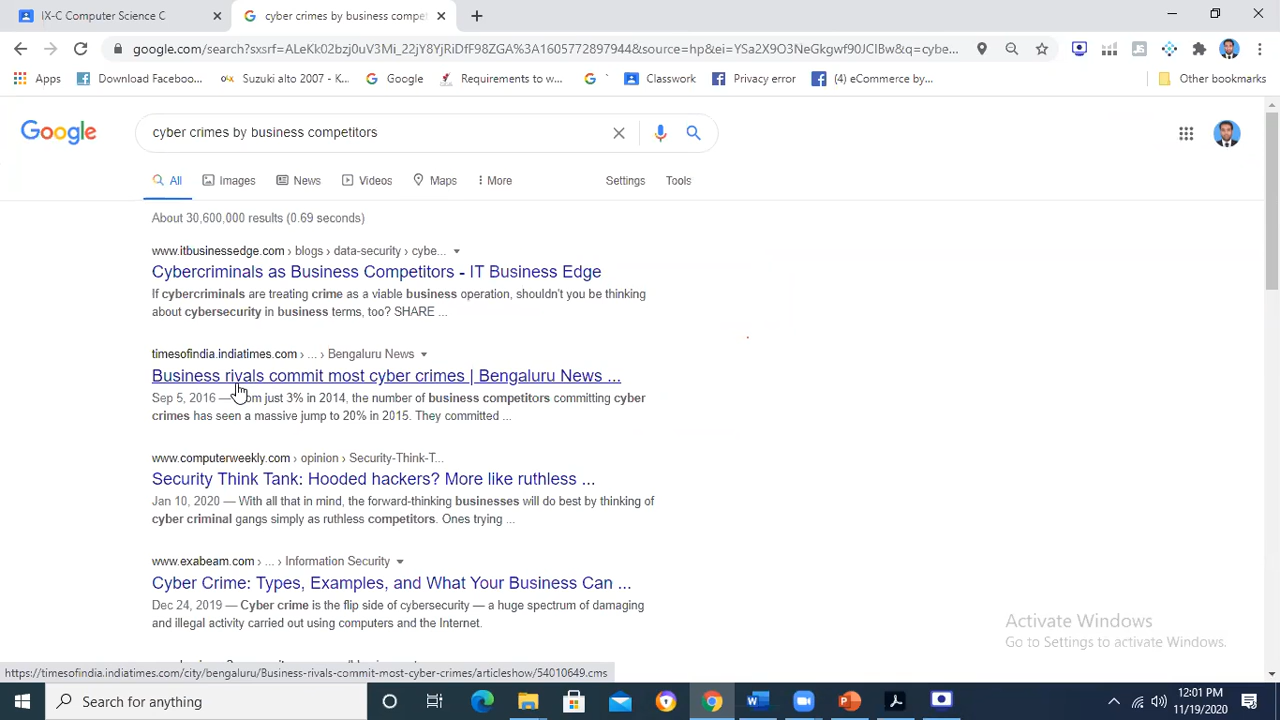 IX-C Computer Science C
cyber crimes by business compet
google.com/search?sxsrf=ALeKk02bzj0uV3Mi_22jY8YjRiDfF98ZGA%3A1605772897944&source=hp&ei=YSa2X9O3NeGkgwf90JCIBw&q=cybe...
Apps
Download Faceboo...
Suzuki alto 2007 - K...
Google
Requirements to w...
Classwork
Privacy error
(4) eCommerce by...
Other bookmarks
Google
cyber crimes by business competitors
All
Images
News
Videos
Maps
More
Settings
Tools
About 30,600,000 results (0.69 seconds)
www.itbusinessedge.com › blogs › data-security › cybe...
Cybercriminals as Business Competitors - IT Business Edge
If cybercriminals are treating crime as a viable business operation, shouldn't you be thinking
about cybersecurity in business terms, too? SHARE ...
timesofindia.indiatimes.com › ... › Bengaluru News
Business rivals commit most cyber crimes | Bengaluru News ...
Sep 5, 2016 — om just 3% in 2014, the number of business competitors committing cyber
crimes has seen a massive jump to 20% in 2015. They committed ...
www.computerweekly.com › opinion › Security-Think-T...
Security Think Tank: Hooded hackers? More like ruthless ...
Jan 10, 2020 — With all that in mind, the forward-thinking businesses will do best by thinking of
cyber criminal gangs simply as ruthless competitors. Ones trying ...
www.exabeam.com › ... › Information Security
Cyber Crime: Types, Examples, and What Your Business Can ...
Dec 24, 2019 — Cyber crime is the flip side of cybersecurity — a huge spectrum of damaging
and illegal activity carried out using computers and the Internet.
Activate Windows
Go to Settings to activate Windows.
https://timesofindia.indiatimes.com/city/bengaluru/Business-rivals-commit-most-cyber-crimes/articleshow/54010649.cms
Search for anything
12:01 PM
11/19/2020